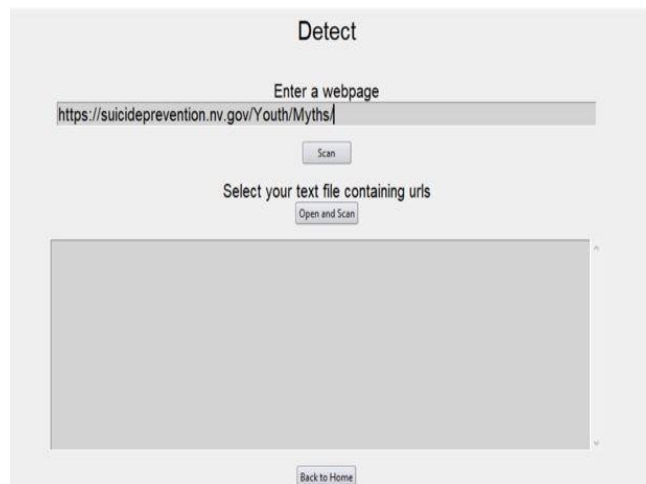 Detect
Enter a webpage
https://suicideprevention.nv.gov/Youth/Myths/
Scan
Select your text file containing urls
Open and Scan
Back to Home